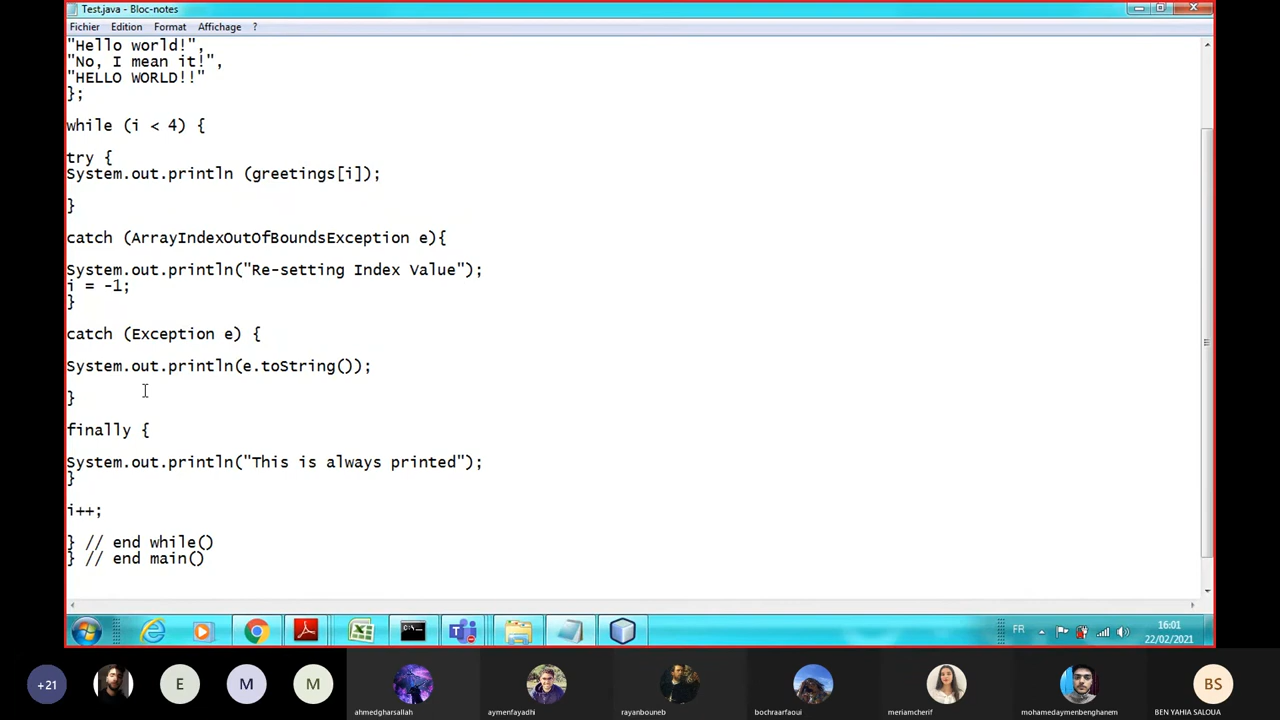 Test.java - Bloc-notes
Fichier Edition Format Affichage ?
"Hello world!",
"No, I mean it!",
"HELLO WORLD!!"
};
while (i < 4) {
try {
System.out.println (greetings[i]);
}
catch (ArrayIndexOutOfBoundsException e){
System.out.println("Re-setting Index Value");
i = -1;
}
catch (Exception e) {
System.out.println(e.toString());
}
finally {
System.out.println("This is always printed");
}
i++;
} // end while()
} // end main()
FR
16:01
22/02/2021
+21
E
M
M
BS
ahmedgharsallah
aymenfayadhi
rayanbouneb
bochraarfaoui
meriamcherif
mohamedaymenbenghanem
BEN YAHIA SALOUA